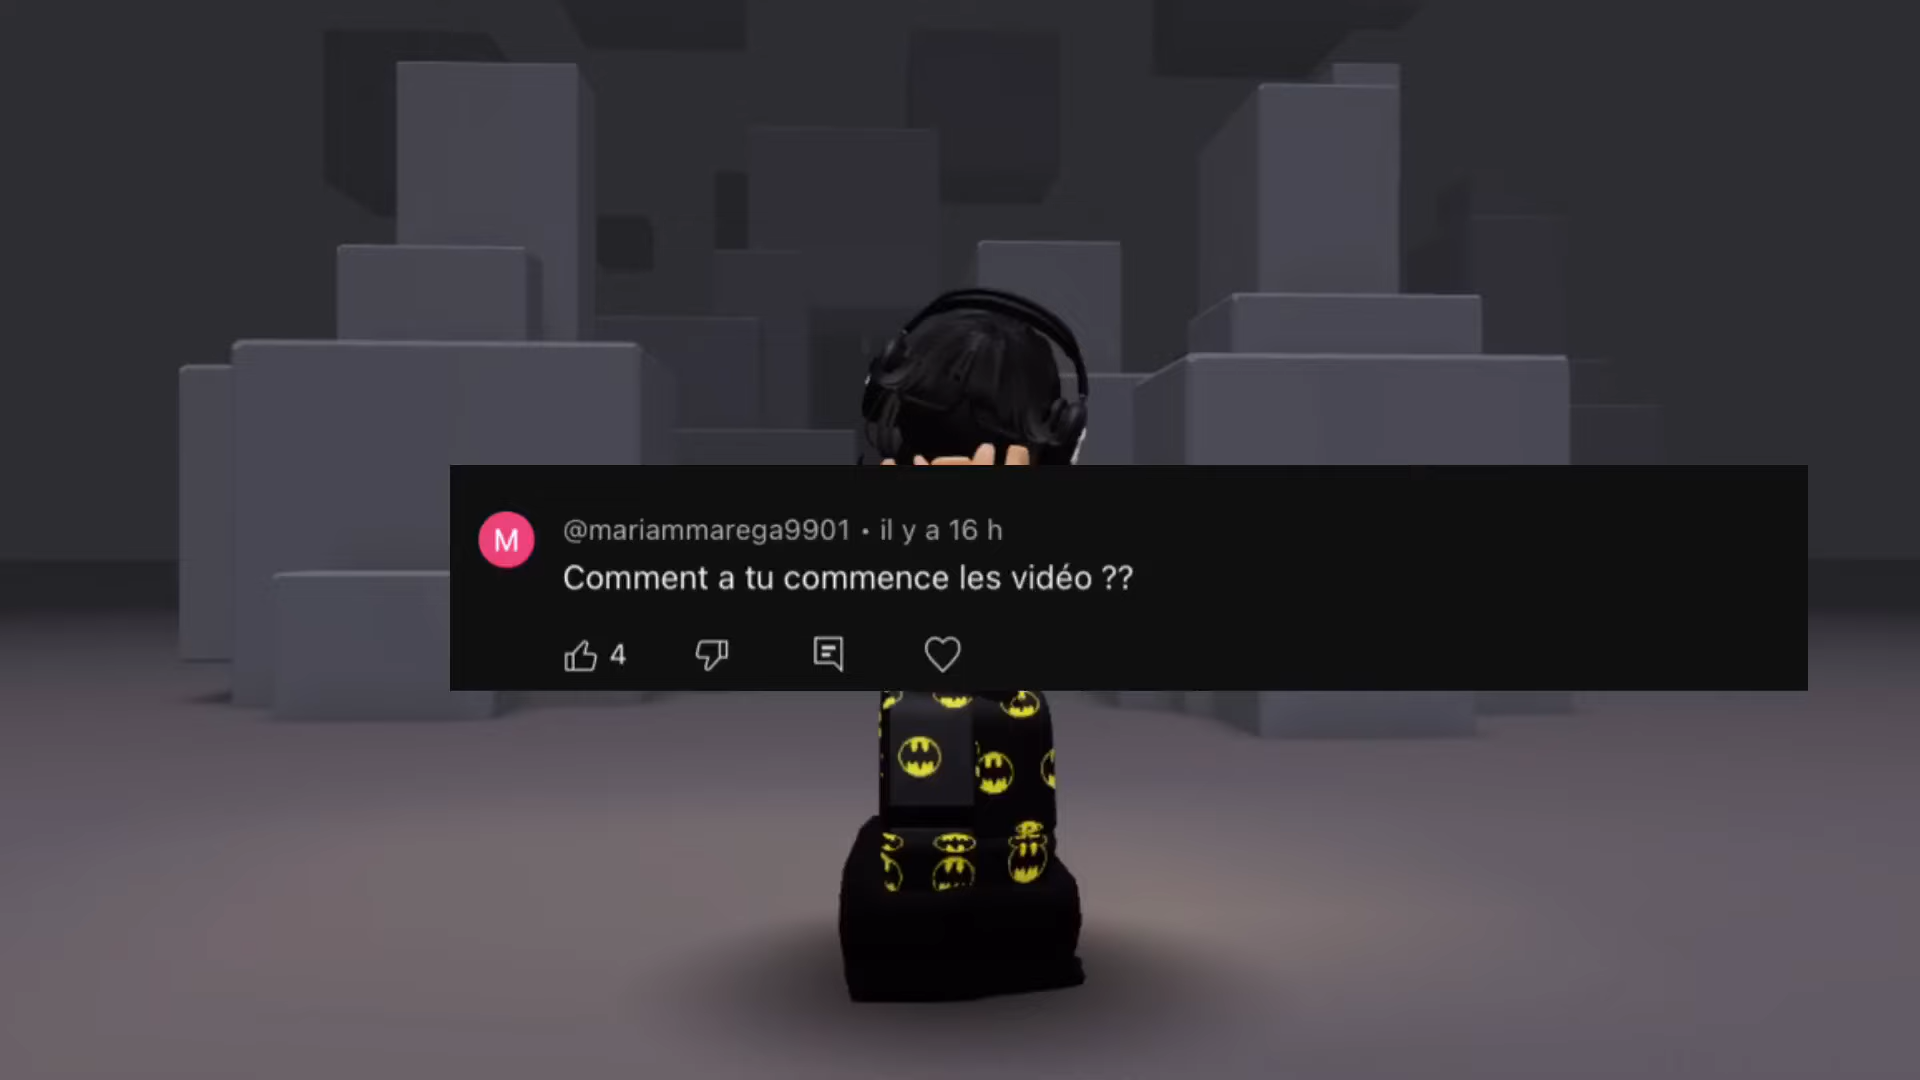 M
@mariammarega9901 • il y a 16 h
Comment a tu commence les vidéo ??
4